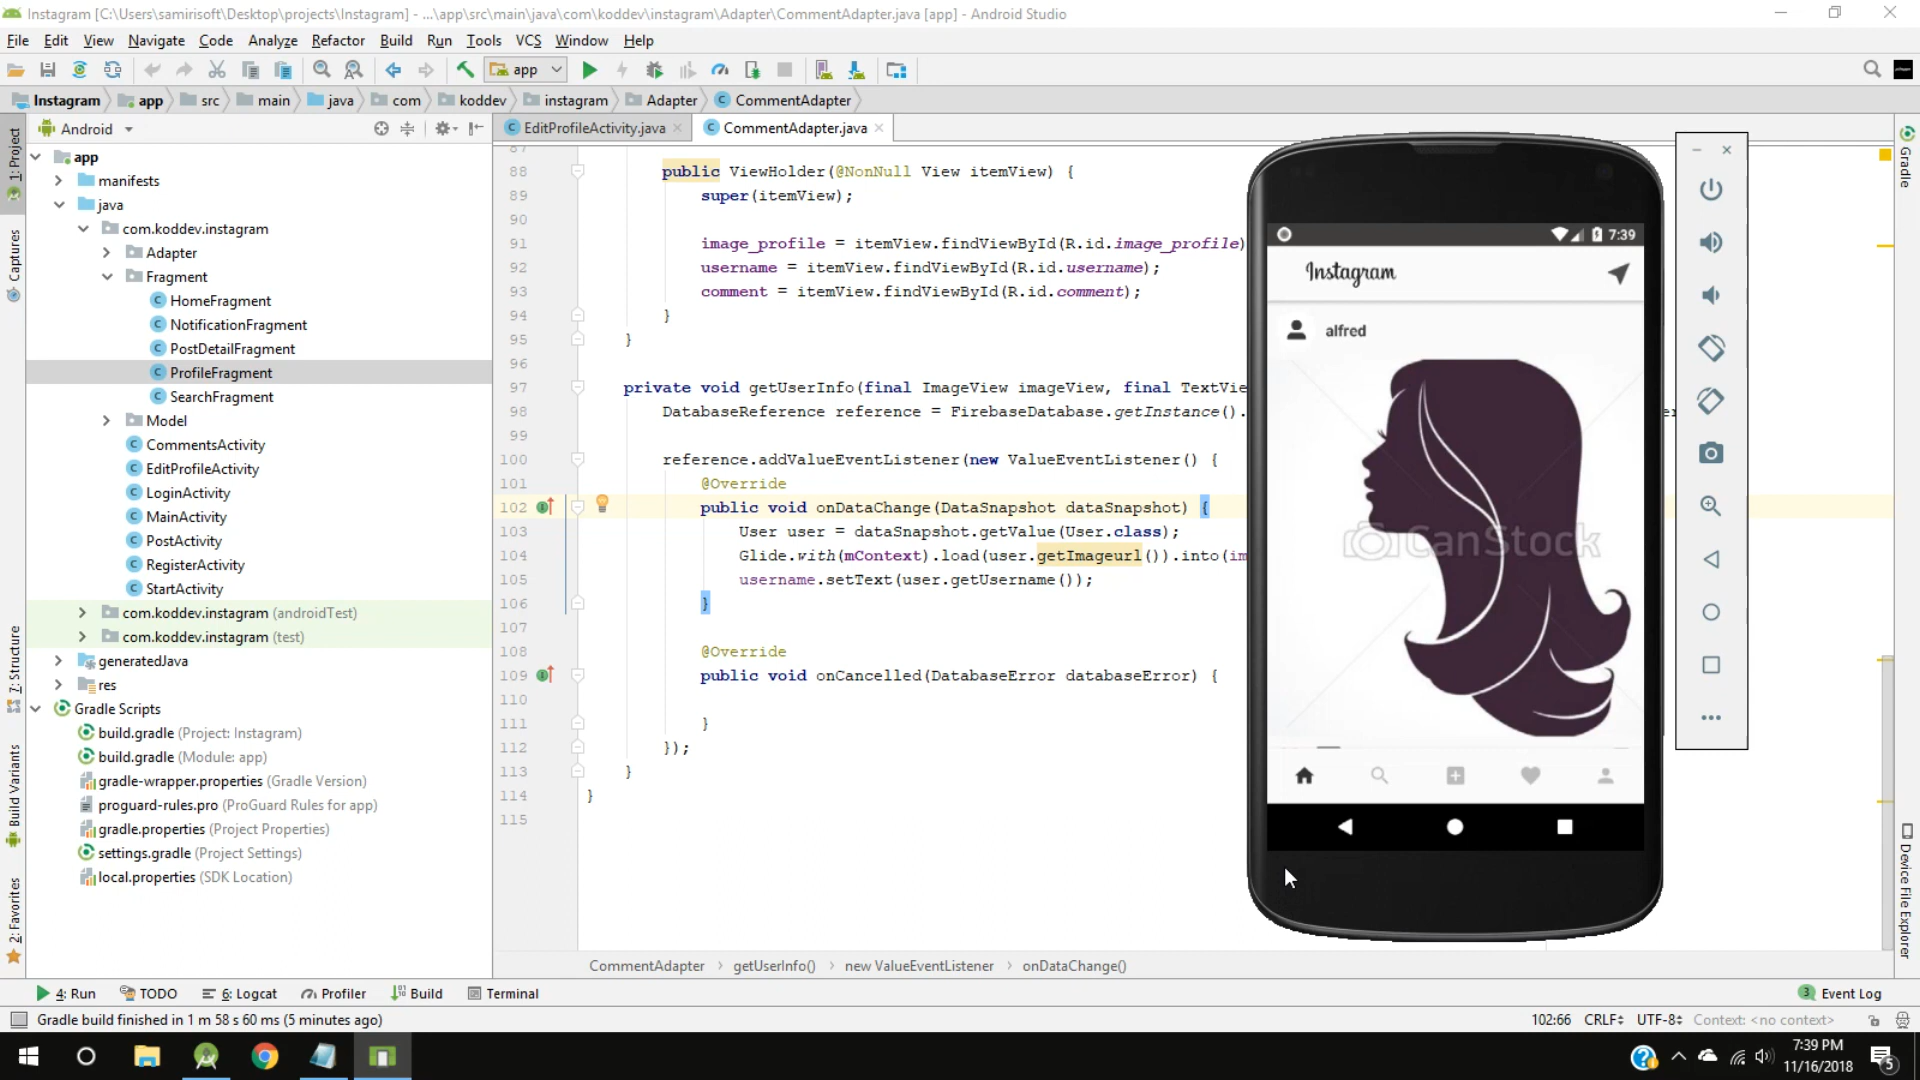 Instagram [C:\Users\samirisoft\Desktop\projects\Instagram] - ...\app\src\main\java\com\koddev\instagram\Adapter\CommentAdapter.java [app] - Android Studio
File Edit View Navigate Code Analyze Refactor Build Run Tools VCS Window Help
app
Instagram app src main java com koddev instagram Adapter CommentAdapter
Android
EditProfileActivity.java CommentAdapter.java
1: Project
Captures
7: Structure
Build Variants
2: Favorites
app
manifests
java
com.koddev.instagram
Adapter
Fragment
HomeFragment
NotificationFragment
PostDetailFragment
ProfileFragment
SearchFragment
Model
CommentsActivity
EditProfileActivity
LoginActivity
MainActivity
PostActivity
RegisterActivity
StartActivity
com.koddev.instagram (androidTest)
com.koddev.instagram (test)
generatedJava
res
Gradle Scripts
build.gradle (Project: Instagram)
build.gradle (Module: app)
gradle-wrapper.properties (Gradle Version)
proguard-rules.pro (ProGuard Rules for app)
gradle.properties (Project Properties)
settings.gradle (Project Settings)
local.properties (SDK Location)
87
88 public ViewHolder(@NonNull View itemView) {
89 super(itemView);
90
91 image_profile = itemView.findViewById(R.id.image_profile)
92 username = itemView.findViewById(R.id.username);
93 comment = itemView.findViewById(R.id.comment);
94 }
95 }
96
97 private void getUserInfo(final ImageView imageView, final TextVie
98 DatabaseReference reference = FirebaseDatabase.getInstance().
99
100 reference.addValueEventListener(new ValueEventListener() {
101 @Override
102 public void onDataChange(DataSnapshot dataSnapshot) {
103 User user = dataSnapshot.getValue(User.class);
104 Glide.with(mContext).load(user.getImageurl()).into(im
105 username.setText(user.getUsername());
106 }
107
108 @Override
109 public void onCancelled(DatabaseError databaseError) {
110
111 }
112 });
113 }
114 }
115
7:39
Instagram
alfred
CanStock
Gradle
Device File Explorer
CommentAdapter getUserInfo() new ValueEventListener onDataChange()
4: Run TODO 6: Logcat Profiler Build Terminal 3 Event Log
Gradle build finished in 1 m 58 s 60 ms (5 minutes ago) 102:66 CRLF UTF-8 Context: <no context>
7:39 PM
11/16/2018
5